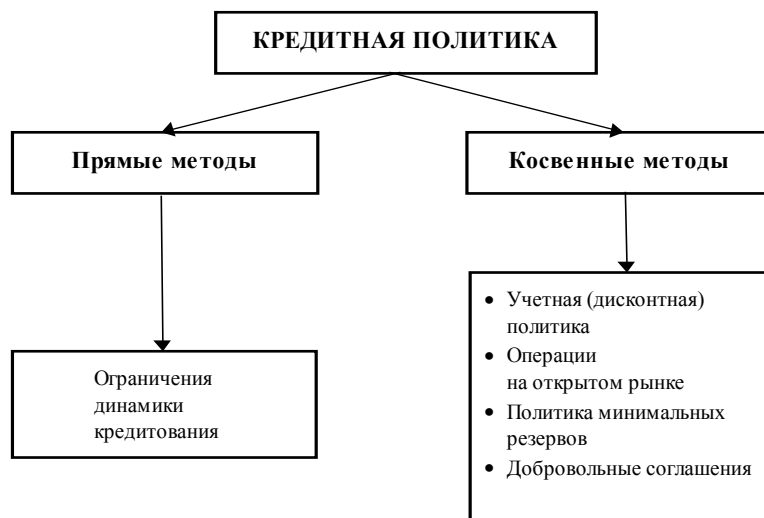 КРЕДИТНАЯ ПОЛИТИКА
Прямые методы
Косвенные методы
Ограничения
динамики
кредитования
• Учетная (дисконтная)
политика
• Операции
на открытом рынке
• Политика минимальных
резервов
• Добровольные соглашения